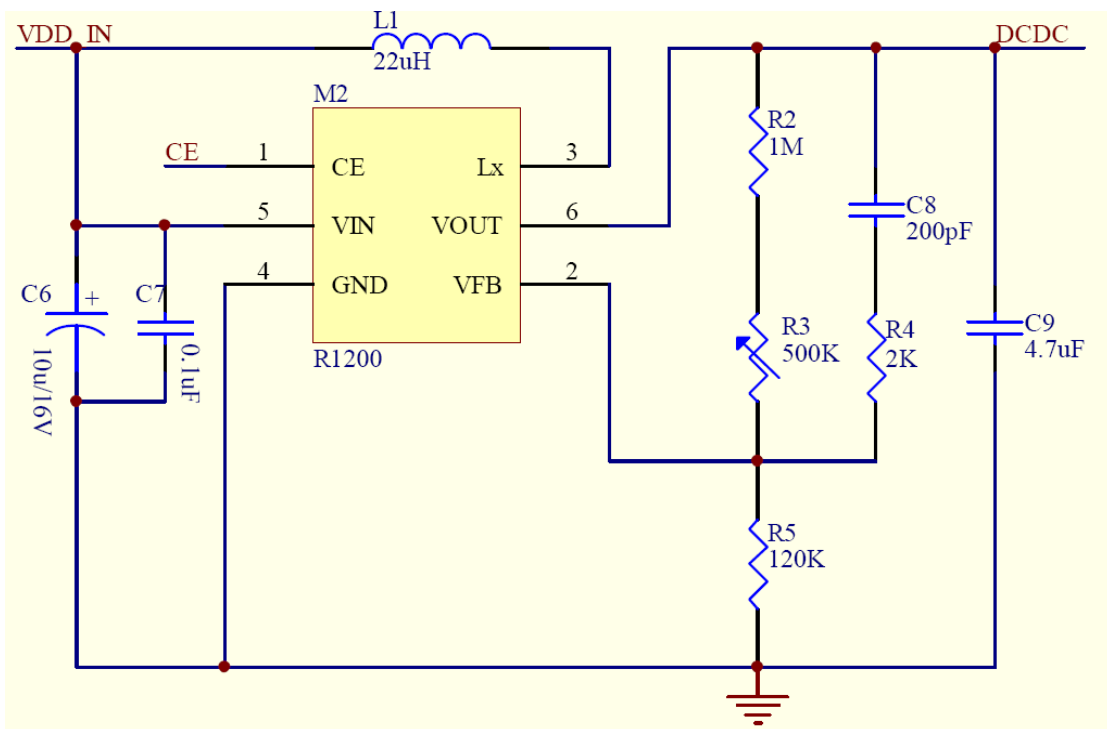 VDD_IN
L1
22uH
DCDC
M2
R2
1M
CE
1
CE
Lx
3
5
VIN
VOUT
6
C8
200pF
4
GND
VFB
2
C6
+
C7
R3
500K
R4
2K
C9
4.7uF
10u/16V
0.1uF
R1200
R5
120K